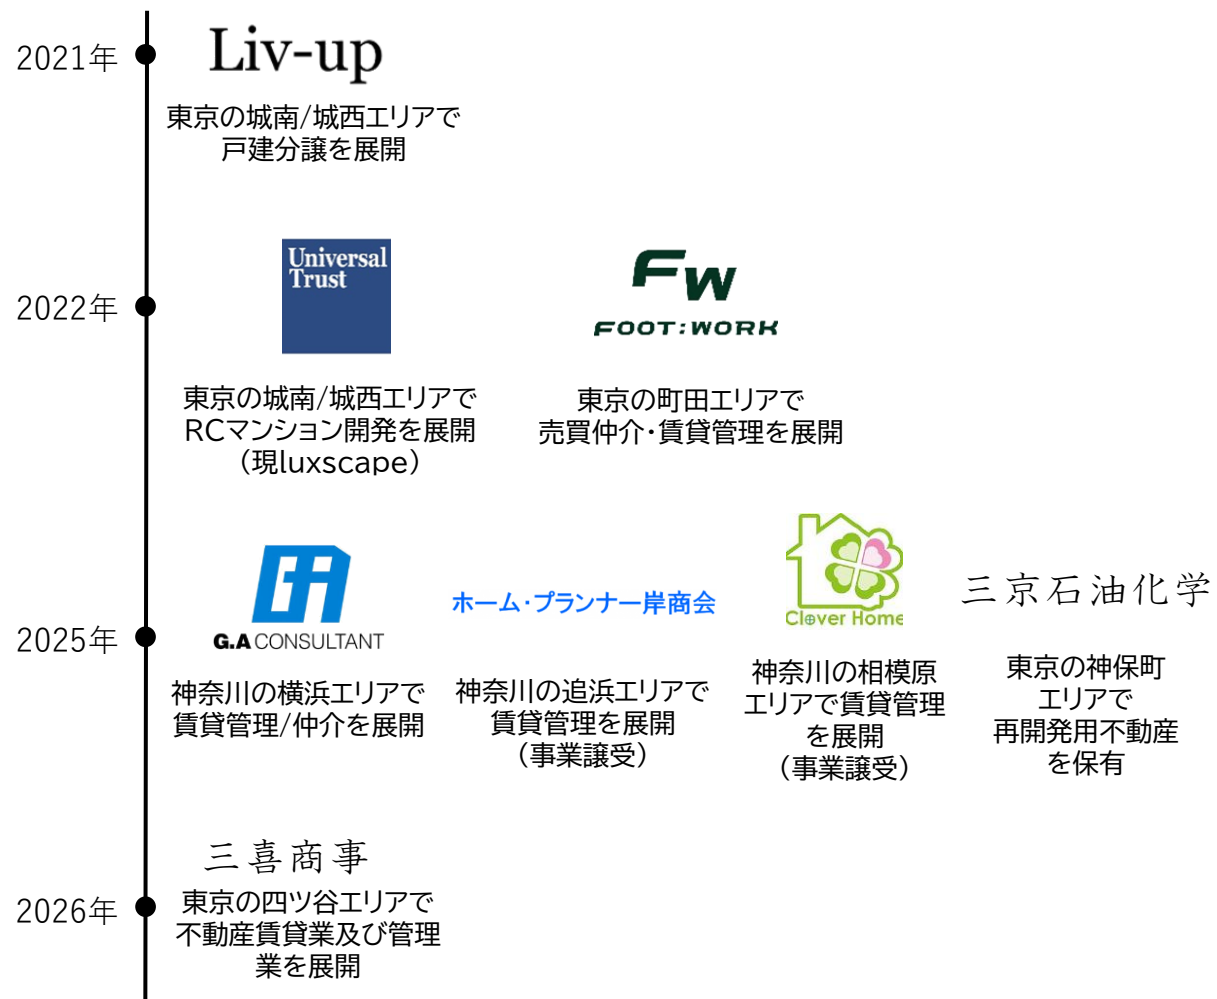 2021年
Liv-up
東京の城南/城西エリアで
戸建分譲を展開
2022年
Universal
Trust
東京の城南/城西エリアで
RCマンション開発を展開
（現luxscape）
FW
FOOT:WORK
東京の町田エリアで
売買仲介・賃貸管理を展開
2025年
GA
G.A CONSULTANT
神奈川の横浜エリアで
賃貸管理/仲介を展開
ホーム・プランナー岸商会
神奈川の追浜エリアで
賃貸管理を展開
（事業譲受）
Clover Home
神奈川の相模原
エリアで賃貸管理
を展開
（事業譲受）
三京石油化学
東京の神保町
エリアで
再開発用不動産
を保有
2026年
三喜商事
東京の四ツ谷エリアで
不動産賃貸業及び管理
業を展開